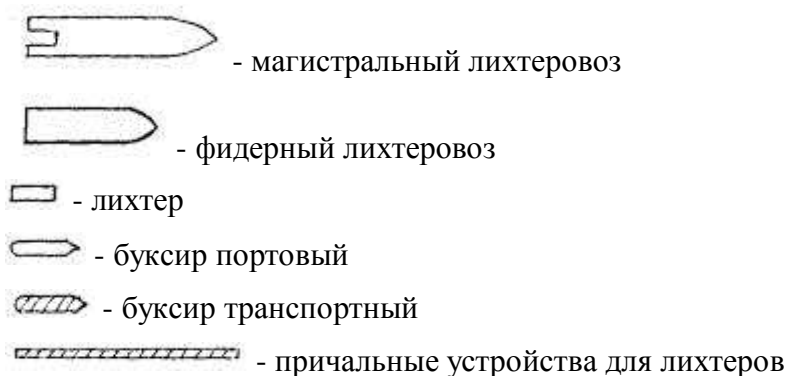 - магистральный лихтеровоз
- фидерный лихтеровоз
- лихтер
- буксир портовый
- буксир транспортный
- причальные устройства для лихтеров